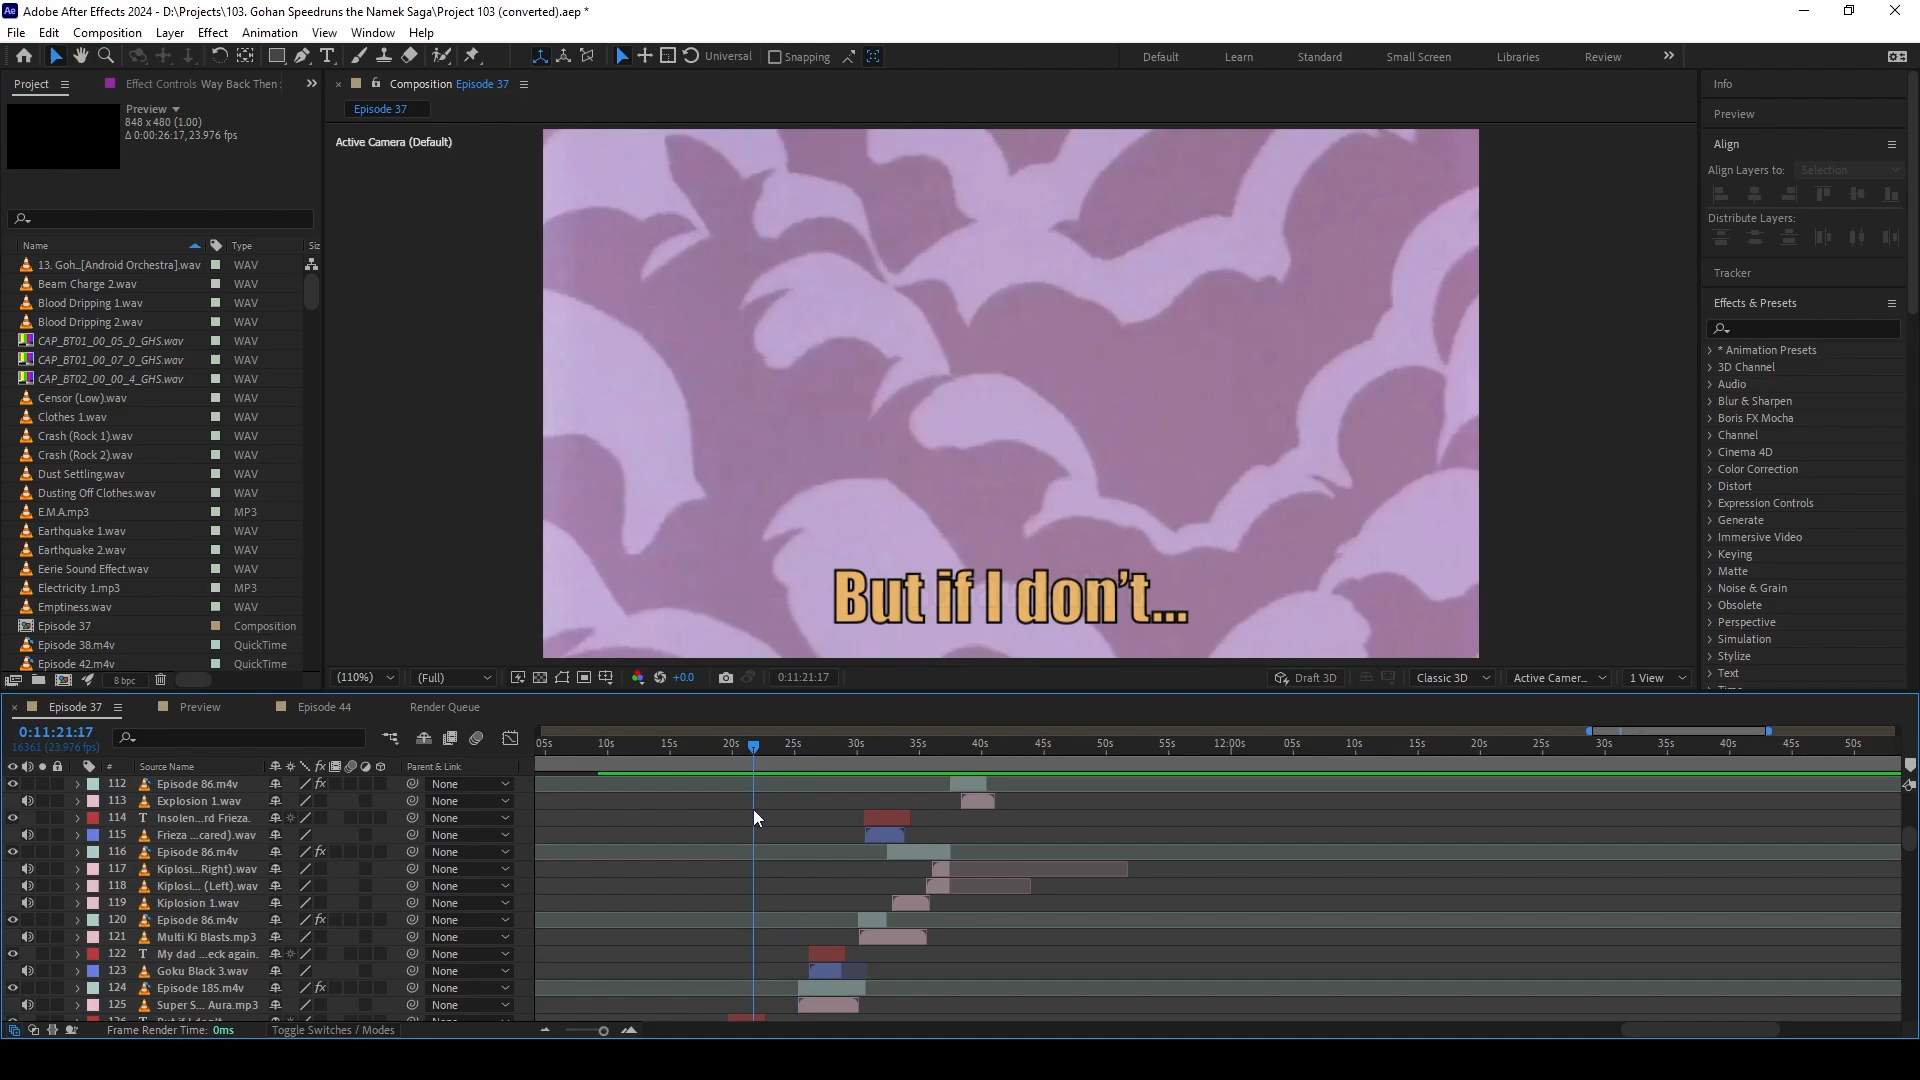 Adobe After Effects 2024 - D:\Projects\103. Gohan Speedruns the Namek Saga\Project 103 (converted).aep *
File Edit Composition Layer Effect Animation View Window Help
Universal Snapping Default Learn Standard Small Screen Libraries Review
Project Effect Controls Way Back Then :
Composition Episode 37
Episode 37
Preview
848 x 480 (1.00)
Δ 0:00:26:17, 23.976 fps
Active Camera (Default)
Name Type Siz
13. Goh..[Android Orchestra].wav WAV
Beam Charge 2.wav WAV
Blood Dripping 1.wav WAV
Blood Dripping 2.wav WAV
CAP_BT01_00_05_0_GHS.wav WAV
CAP_BT01_00_07_0_GHS.wav WAV
CAP_BT02_00_00_4_GHS.wav WAV
Censor (Low).wav WAV
Clothes 1.wav WAV
Crash (Rock 1).wav WAV
Crash (Rock 2).wav WAV
Dust Settling.wav WAV
Dusting Off Clothes.wav WAV
E.M.A.mp3 MP3
Earthquake 1.wav WAV
Earthquake 2.wav WAV
Eerie Sound Effect.wav WAV
Electricity 1.mp3 MP3
Emptiness.wav WAV
Episode 37 Composition
Episode 38.m4v QuickTime
Episode 42.m4v QuickTime
8 bpc
But if I don't...
(110%) (Full) +0.0 0:11:21:17 Draft 3D Classic 3D Active Camer... 1 View
Info
Preview
Align
Align Layers to: Selection
Distribute Layers:
Tracker
Effects & Presets
* Animation Presets
3D Channel
Audio
Blur & Sharpen
Boris FX Mocha
Channel
Cinema 4D
Color Correction
Distort
Expression Controls
Generate
Immersive Video
Keying
Matte
Noise & Grain
Obsolete
Perspective
Simulation
Stylize
Text
Episode 37 Preview Episode 44 Render Queue
0:11:21:17
16361 (23.976 fps)
05s 10s 15s 20s 25s 30s 35s 40s 45s 50s 55s 12:00s 05s 10s 15s 20s 25s 30s 35s 40s 45s 50s
# Source Name Parent & Link
112 Episode 86.m4v None
113 Explosion 1.wav None
114 T Insolen...rd Frieza. None
115 Frieza ...cared).wav None
116 Episode 86.m4v None
117 Kiplosi...Right).wav None
118 Kiplosi... (Left).wav None
119 Kiplosion 1.wav None
120 Episode 86.m4v None
121 Multi Ki Blasts.mp3 None
122 T My dad ...eck again. None
123 Goku Black 3.wav None
124 Episode 185.m4v None
125 Super S... Aura.mp3 None
Frame Render Time: 0ms Toggle Switches / Modes